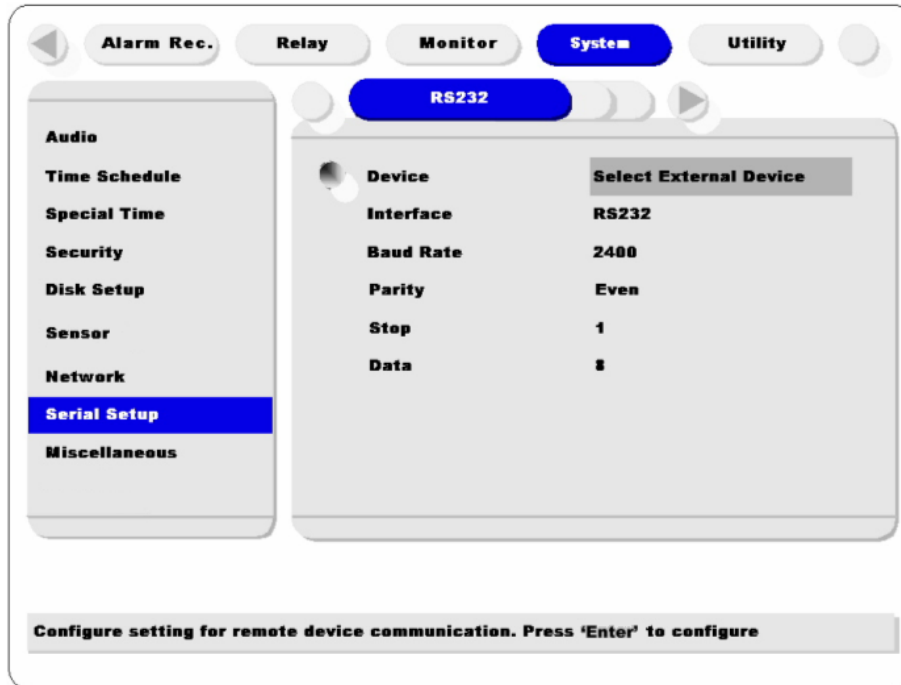 Alarm Rec. Relay Monitor System Utility
RS232
Audio
Time Schedule
Special Time
Security
Disk Setup
Sensor
Network
Serial Setup
Miscellaneous
Device Select External Device
Interface RS232
Baud Rate 2400
Parity Even
Stop 1
Data 8
Configure setting for remote device communication. Press ‘Enter’ to configure